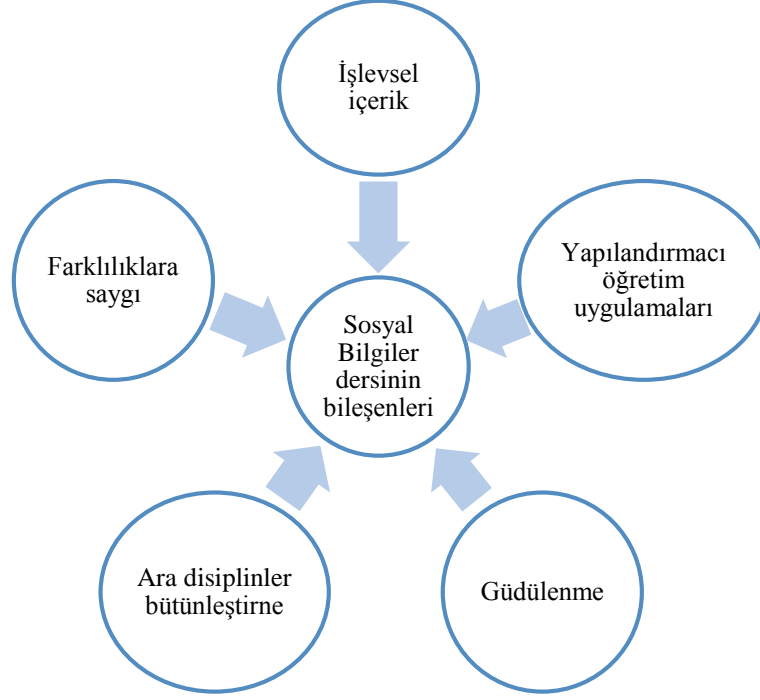 İşlevsel
içerik
Yapılandırmacı
öğretim
uygulamaları
Güdülenme
Ara disiplinler
bütünleştirne
Farklılıklara
saygı
Sosyal
Bilgiler
dersinin
bileşenleri